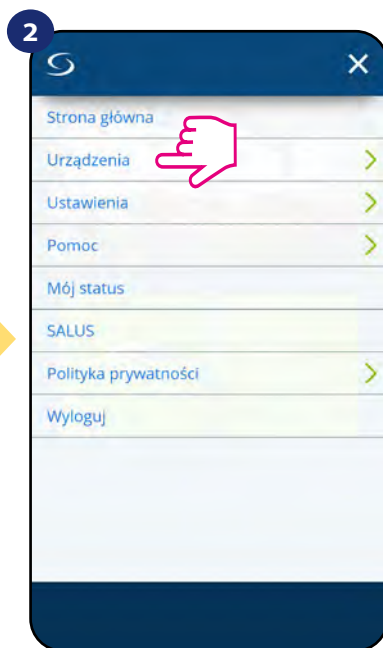 2
Strona główna
Urządzenia
Ustawienia
Pomoc
Mój status
SALUS
Polityka prywatności
Wyloguj